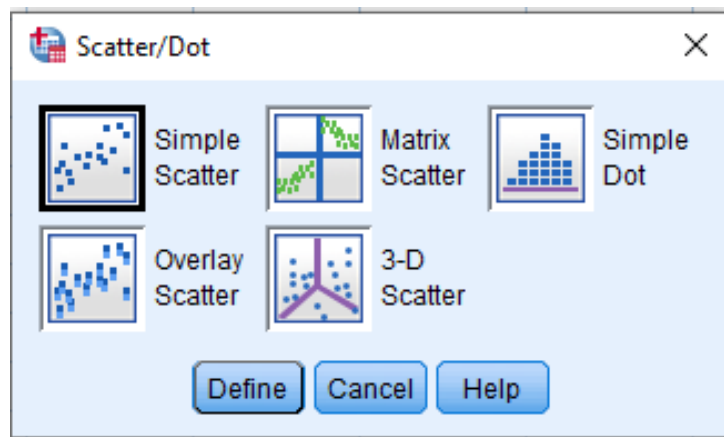 Scatter/Dot
Simple
Scatter
Matrix
Scatter
Simple
Dot
Overlay
Scatter
3-D
Scatter
Define
Cancel
Help